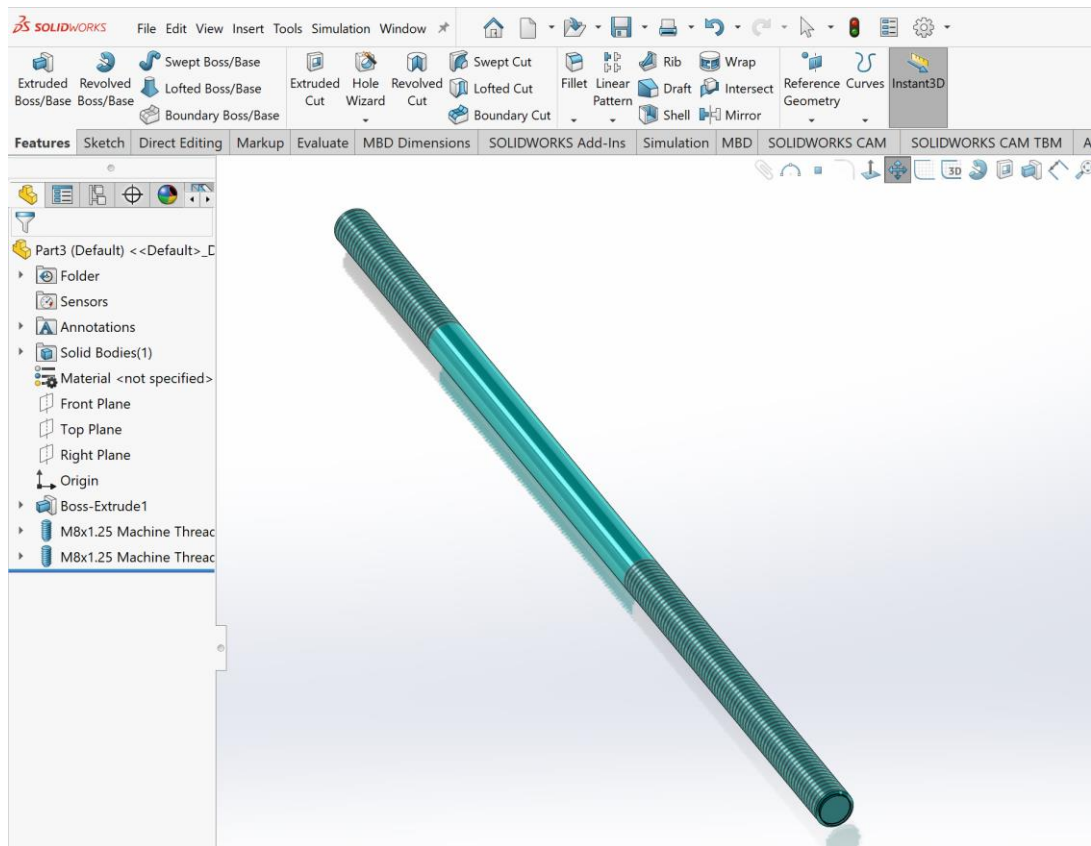 SOLIDWORKS File Edit View Insert Tools Simulation Window
Extruded Boss/Base
Revolved Boss/Base
Swept Boss/Base
Lofted Boss/Base
Boundary Boss/Base
Extruded Cut
Hole Wizard
Revolved Cut
Swept Cut
Lofted Cut
Boundary Cut
Fillet
Linear Pattern
Rib
Draft
Shell
Wrap
Intersect
Mirror
Reference Geometry
Curves
Instant3D
Features Sketch Direct Editing Markup Evaluate MBD Dimensions SOLIDWORKS Add-Ins Simulation MBD SOLIDWORKS CAM SOLIDWORKS CAM TBM A
3D
Part3 (Default) <<Default>_D
Folder
Sensors
Annotations
Solid Bodies(1)
Material <not specified>
Front Plane
Top Plane
Right Plane
Origin
Boss-Extrude1
M8x1.25 Machine Threac
M8x1.25 Machine Threac